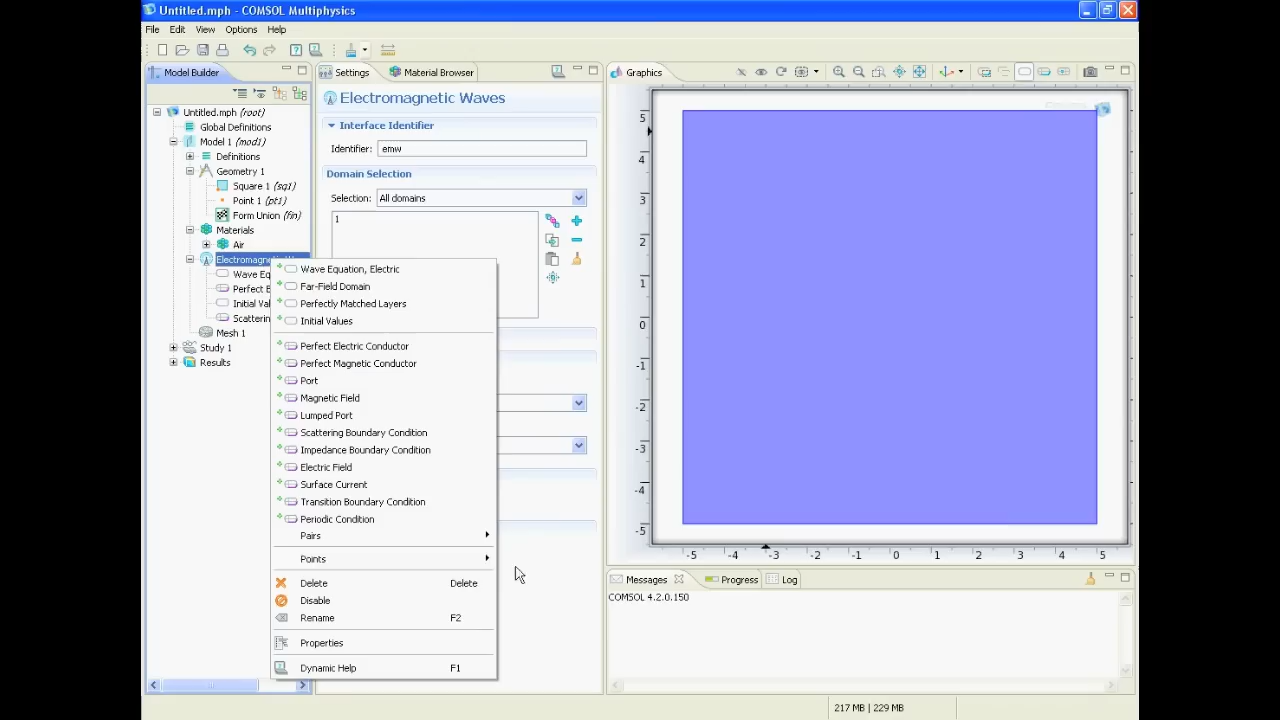 Untitled.mph - COMSOL Multiphysics
File Edit View Options Help
Model Builder
Untitled.mph (root)
Global Definitions
Model 1 (mod1)
Definitions
Geometry 1
Square 1 (sq1)
Point 1 (pt1)
Form Union (fin)
Materials
Air
Electromagnetic W
Wave Eq
Perfect B
Initial Val
Scatterin
Mesh 1
Study 1
Results
Settings Material Browser
Electromagnetic Waves
Interface Identifier
Identifier: emw
Domain Selection
Selection: All domains
1
Wave Equation, Electric
Far-Field Domain
Perfectly Matched Layers
Initial Values
Perfect Electric Conductor
Perfect Magnetic Conductor
Port
Magnetic Field
Lumped Port
Scattering Boundary Condition
Impedance Boundary Condition
Electric Field
Surface Current
Transition Boundary Condition
Periodic Condition
Pairs
Points
Delete Delete
Disable
Rename F2
Properties
Dynamic Help F1
Graphics
5
4
3
2
1
0
-1
-2
-3
-4
-5
-5 -4 -3 -2 -1 0 1 2 3 4 5
Messages Progress Log
COMSOL 4.2.0.150
217 MB | 229 MB